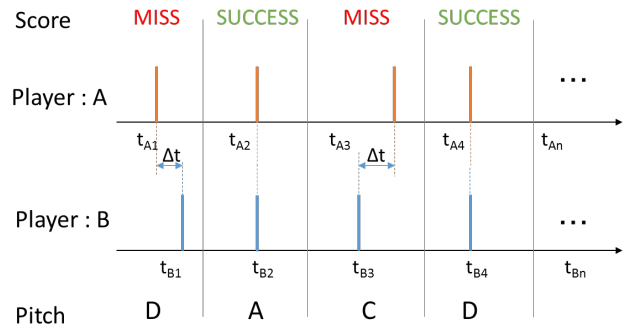 Score MISS SUCCESS MISS SUCCESS
Player : A ...
tA1 tA2 tA3 tA4 tAn
Δt Δt
Player : B ...
tB1 tB2 tB3 tB4 tBn
Pitch D A C D